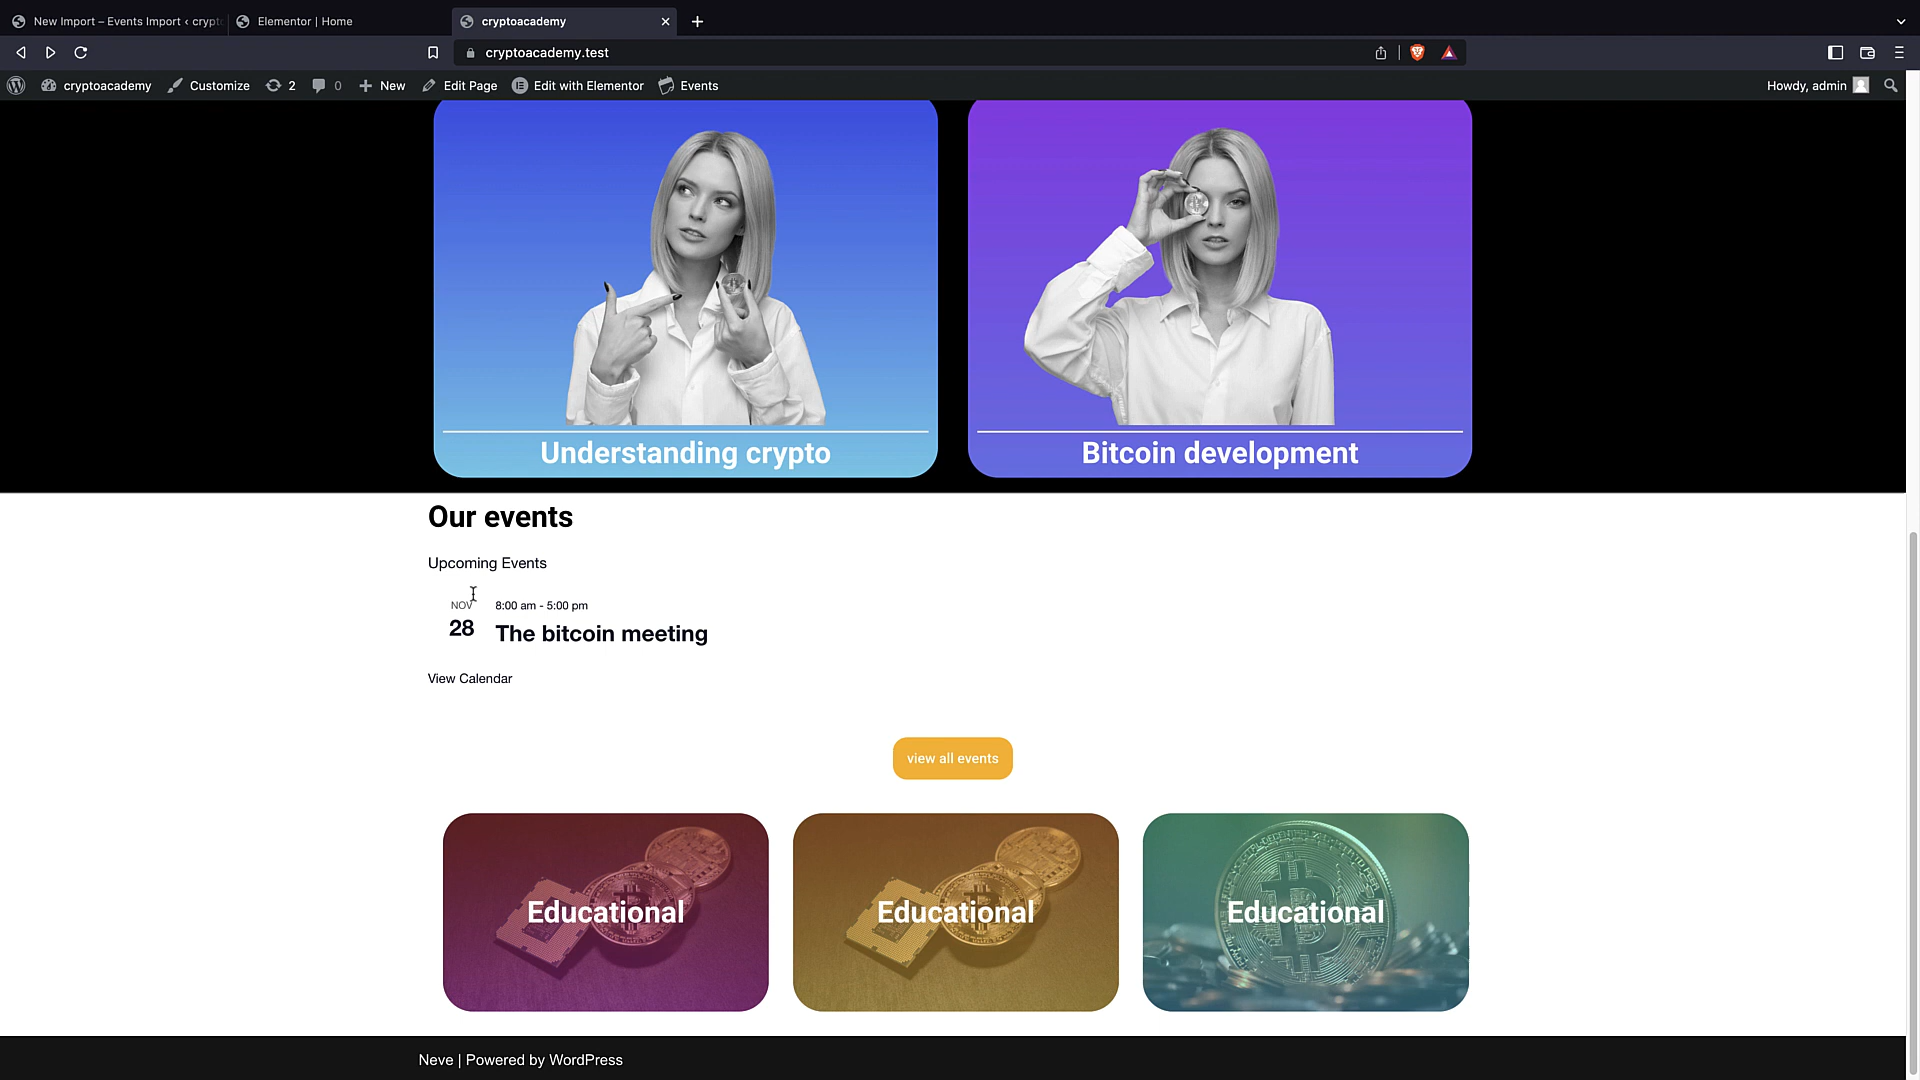 New Import – Events Import ‹ crypt
Elementor | Home
cryptoacademy
cryptoacademy.test
cryptoacademy
Customize
2
0
New
Edit Page
Edit with Elementor
Events
Howdy, admin
Understanding crypto
Bitcoin development
Our events
Upcoming Events
NOV
28
8:00 am - 5:00 pm
The bitcoin meeting
View Calendar
view all events
Educational
Educational
Educational
Neve | Powered by WordPress